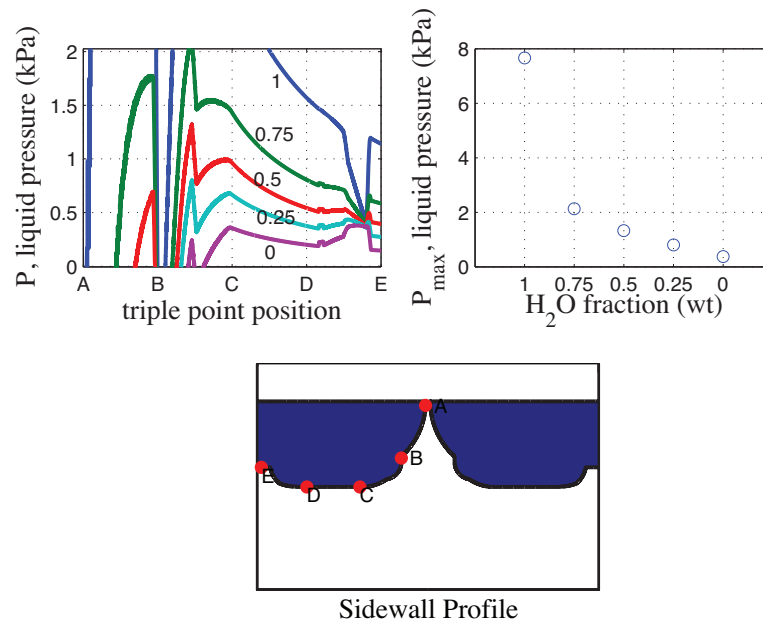 P, liquid pressure (kPa)
2
1.5
1
0.5
0
1
0.75
0.5
0.25
0
A
B
C
D
E
triple point position
P_max, liquid pressure (kPa)
8
6
4
2
0
1
0.75
0.5
0.25
0
H_2O fraction (wt)
A
B
E
D
C
Sidewall Profile